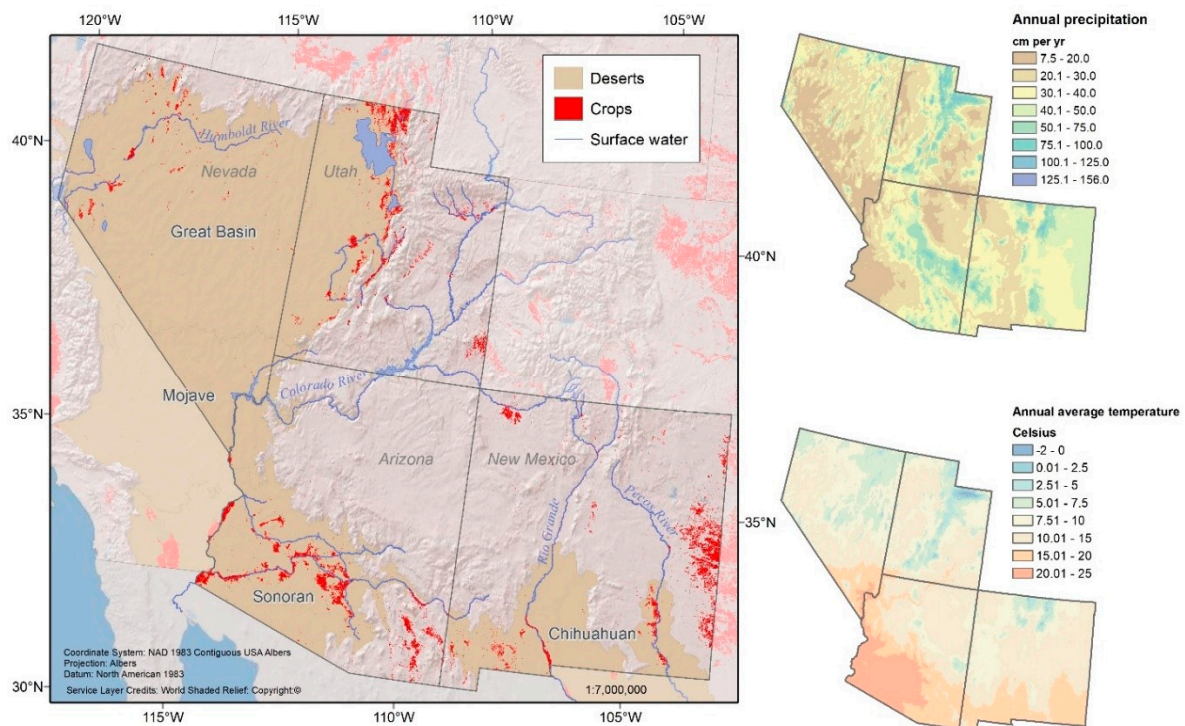 120°W
115°W
110°W
105°W
40°N
35°N
30°N
115°W
110°W
105°W
40°N
35°N
Deserts
Crops
Surface water
Humboldt River
Nevada
Utah
Great Basin
Mojave
Colorado River
Arizona
New Mexico
Rio Grande
Pecos River
Sonoran
Chihuahuan
Coordinate System: NAD 1983 Contiguous USA Albers
Projection: Albers
Datum: North American 1983
Service Layer Credits: World Shaded Relief: Copyright:©
1:7,000,000
Annual precipitation
cm per yr
7.5 - 20.0
20.1 - 30.0
30.1 - 40.0
40.1 - 50.0
50.1 - 75.0
75.1 - 100.0
100.1 - 125.0
125.1 - 156.0
Annual average temperature
Celsius
-2 - 0
0.01 - 2.5
2.51 - 5
5.01 - 7.5
7.51 - 10
10.01 - 15
15.01 - 20
20.01 - 25